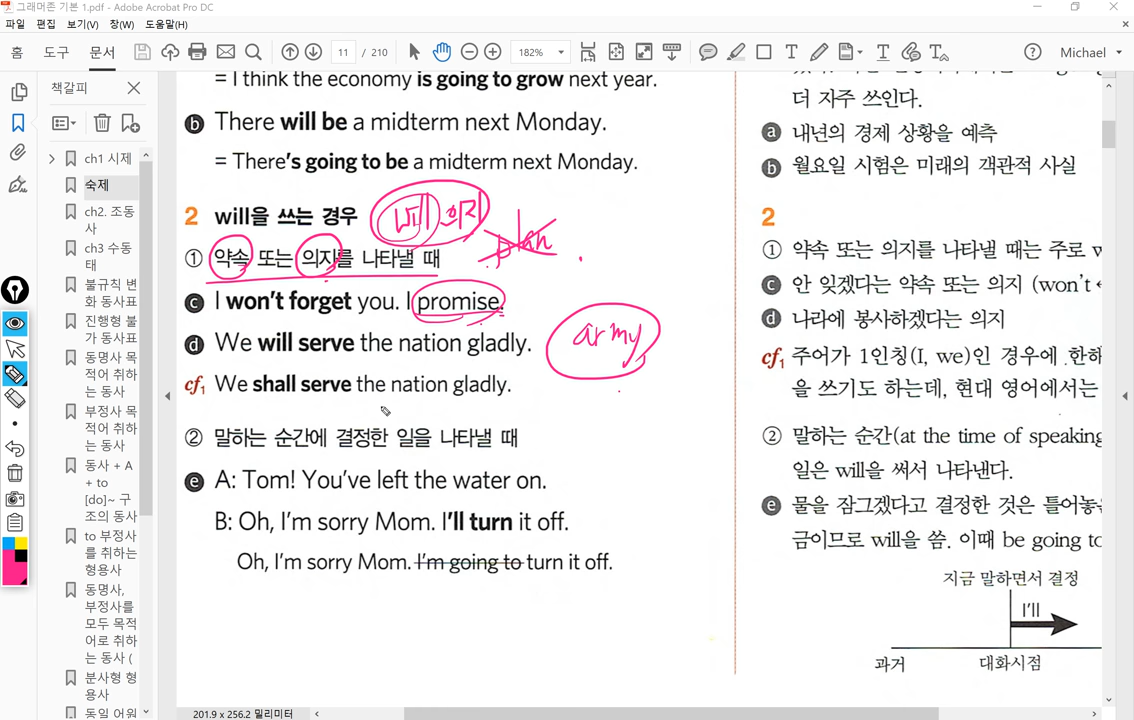 그래머존 기본 1.pdf - Adobe Acrobat Pro DC
파일 편집 보기(V) 창(W) 도움말(H)
홈 도구 문서 11 / 210 182% Michael
책갈피
ch1 시제
숙제
ch2. 조동
사
ch3 수동
태
불규칙 변
화 동사표
진행형 불
가 동사표
동명사 목
적어 취하
는 동사
부정사 목
적어 취하
는 동사
동사 + A
+ to
[do]~ 구
조의 동사
to 부정사
를 취하는
형용사
동명사,
부정사를
모두 목적
어로 취하
는 동사 (
분사형 형
용사
동일 어원
= I think the economy is going to grow next year.
b There will be a midterm next Monday.
= There's going to be a midterm next Monday.
2 will을 쓰는 경우
의지
plan
① 약속 또는 의지를 나타낼 때
c I won't forget you. I promise.
d We will serve the nation gladly.
army
cf1 We shall serve the nation gladly.
② 말하는 순간에 결정한 일을 나타낼 때
e A: Tom! You've left the water on.
B: Oh, I'm sorry Mom. I'll turn it off.
Oh, I'm sorry Mom. I'm going to turn it off.
더 자주 쓰인다.
a 내년의 경제 상황을 예측
b 월요일 시험은 미래의 객관적 사실
2
① 약속 또는 의지를 나타낼 때는 주로 w
c 안 잊겠다는 약속 또는 의지 (won't
d 나라에 봉사하겠다는 의지
cf1 주어가 1인칭(I, we)인 경우에 한하
을 쓰기도 하는데, 현대 영어에서는
② 말하는 순간(at the time of speaking
일은 will을 써서 나타낸다.
e 물을 잠그겠다고 결정한 것은 틀어놓은
금이므로 will을 씀. 이때 be going to
지금 말하면서 결정
I'll
과거 대화시점
201.9 x 256.2 밀리미터